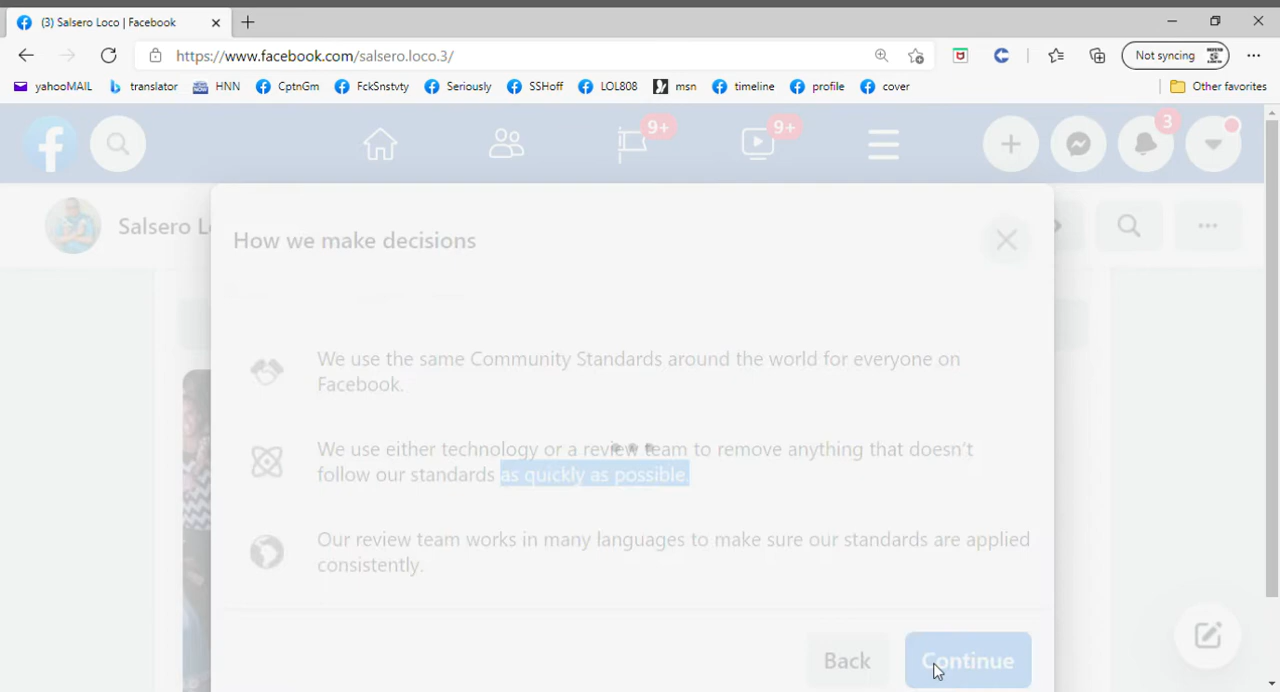 (3) Salsero Loco | Facebook
https://www.facebook.com/salsero.loco.3/
Not syncing
yahooMAIL
translator
HNN
CptnGm
FckSnstvty
Seriously
SSHoff
LOL808
msn
timeline
profile
cover
Other favorites
9+
9+
3
Salsero L
How we make decisions
We use the same Community Standards around the world for everyone on
Facebook.
We use either technology or a review team to remove anything that doesn't
follow our standards as quickly as possible.
Our review team works in many languages to make sure our standards are applied
consistently.
Back
Continue